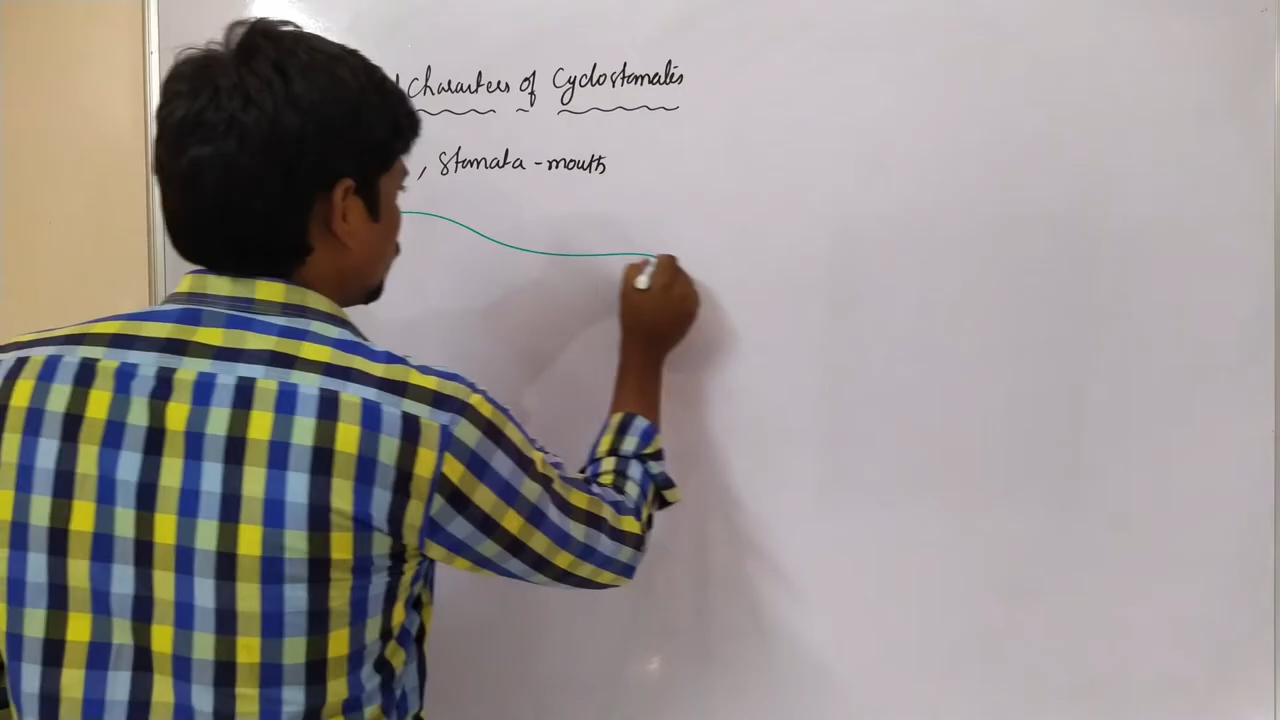 Characters of Cyclostomates
, Stomata - mouth